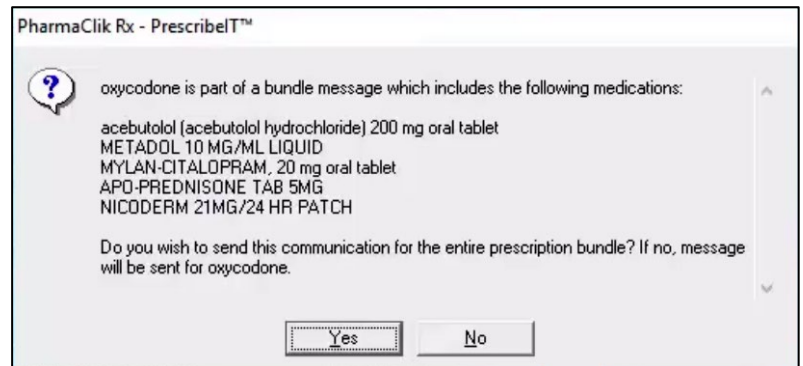 PharmaClik Rx - PrescribeIT™
oxycodone is part of a bundle message which includes the following medications:
acebutolol (acebutolol hydrochloride) 200 mg oral tablet
METADOL 10 MG/ML LIQUID
MYLAN-CITALOPRAM, 20 mg oral tablet
APO-PREDNISONE TAB 5MG
NICODERM 21MG/24 HR PATCH
Do you wish to send this communication for the entire prescription bundle? If no, message
will be sent for oxycodone.
Yes No